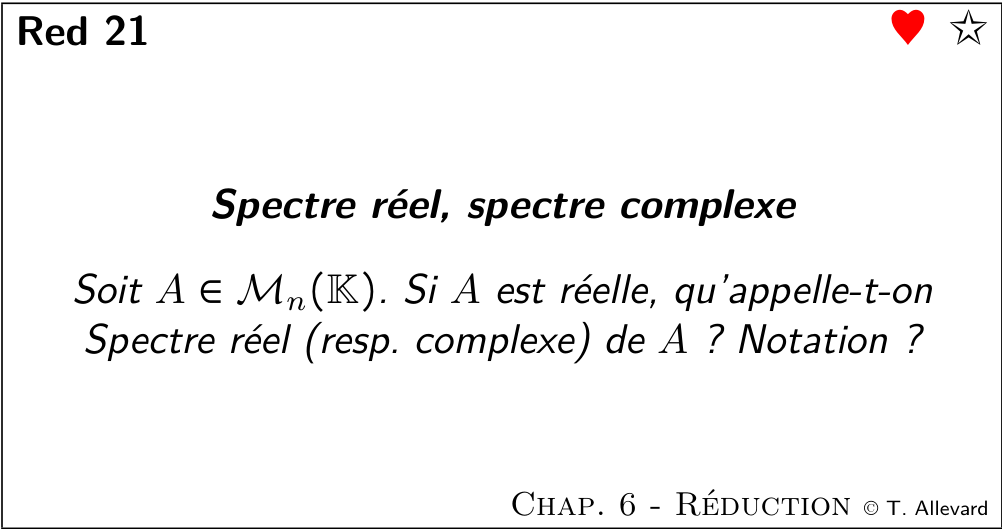 Red 21 ♥ ☆
Spectre réel, spectre complexe
Soit A ∈ ℳₙ(𝕂). Si A est réelle, qu'appelle-t-on
Spectre réel (resp. complexe) de A ? Notation ?
Chap. 6 - Réduction © T. Allevard